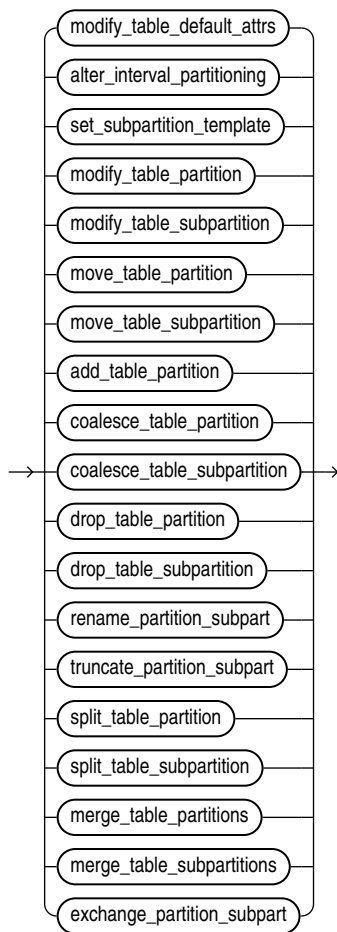 modify_table_default_attrs
alter_interval_partitioning
set_subpartition_template
modify_table_partition
modify_table_subpartition
move_table_partition
move_table_subpartition
add_table_partition
coalesce_table_partition
coalesce_table_subpartition
drop_table_partition
drop_table_subpartition
rename_partition_subpart
truncate_partition_subpart
split_table_partition
split_table_subpartition
merge_table_partitions
merge_table_subpartitions
exchange_partition_subpart